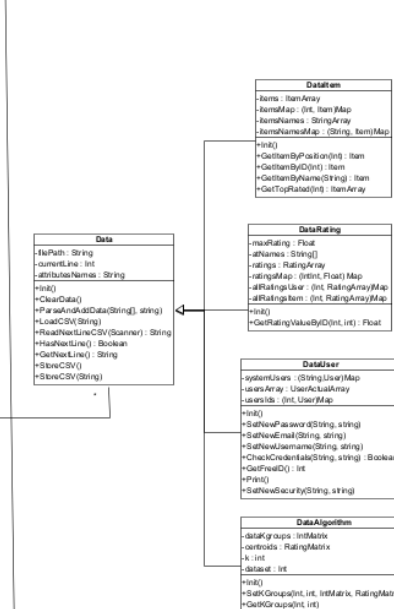 DataItem
-items : ItemArray
-itemsMap : (Int, Item)Map
-itemsNames : StringArray
-itemsNamesMap : (String, Item)Map
+Init()
+GetItemByPosition(Int) : Item
+GetItemByID(Int) : Item
+GetItemByName(String) : Item
+GetTopRated(Int) : ItemArray
Data
-filePath : String
-currentLine : Int
-attributesNames : String
+Init()
+ClearData()
+ParseAndAddData(String[], string)
+LoadCSV(String)
+ReadNextLineCSV(Scanner) : String
+HasNextLine() : Boolean
+GetNextLine() : String
+StoreCSV()
+StoreCSV(String)
*
DataRating
-maxRating : Float
-atNames : String[]
-ratings : RatingArray
-ratingsMap : (IntInt, Float) Map
-allRatingsUser : (Int, RatingArray)Map
-allRatingsItem : (Int, RatingArray)Map
+Init()
+GetRatingValueByID(Int, int) : Float
DataUser
-systemUsers : (String,User)Map
-usersArray : UserActualArray
-usersIds : (Int, User)Map
+Init()
+SetNewPassword(String, string)
+SetNewEmail(String, string)
+SetNewUsername(String, string)
+CheckCredentials(String, string) : Boolea
+GetFreeID() : Int
+Print()
+SetNewSecurity(String, string)
DataAlgorithm
-dataKgroups : IntMatrix
-centroids : RatingMatrix
-k : int
-dataset : Int
+Init()
+SetKGroups(Int, int, IntMatrix, RatingMatr
+GetKGroups(Int, int)